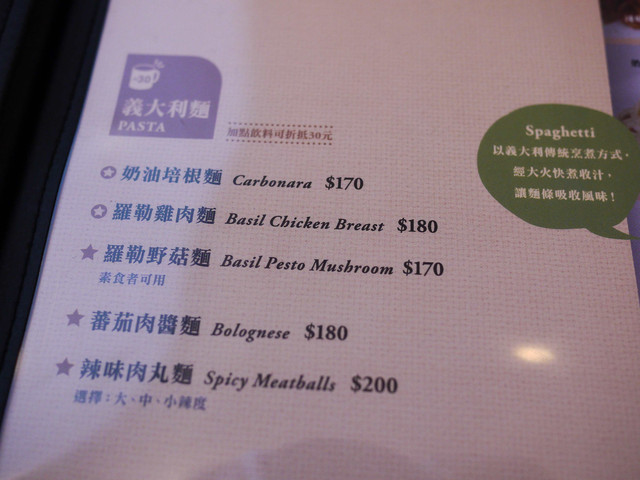 -30
義大利麵
PASTA
加點飲料可折抵30元
奶油培根麵 Carbonara $170
羅勒雞肉麵 Basil Chicken Breast $180
羅勒野菇麵 Basil Pesto Mushroom $170
素食者可用
蕃茄肉醬麵 Bolognese $180
辣味肉丸麵 Spicy Meatballs $200
選擇：大、中、小辣度
Spaghetti
以義大利傳統烹煮方式，
經大火快煮收汁，
讓麵條吸收風味！